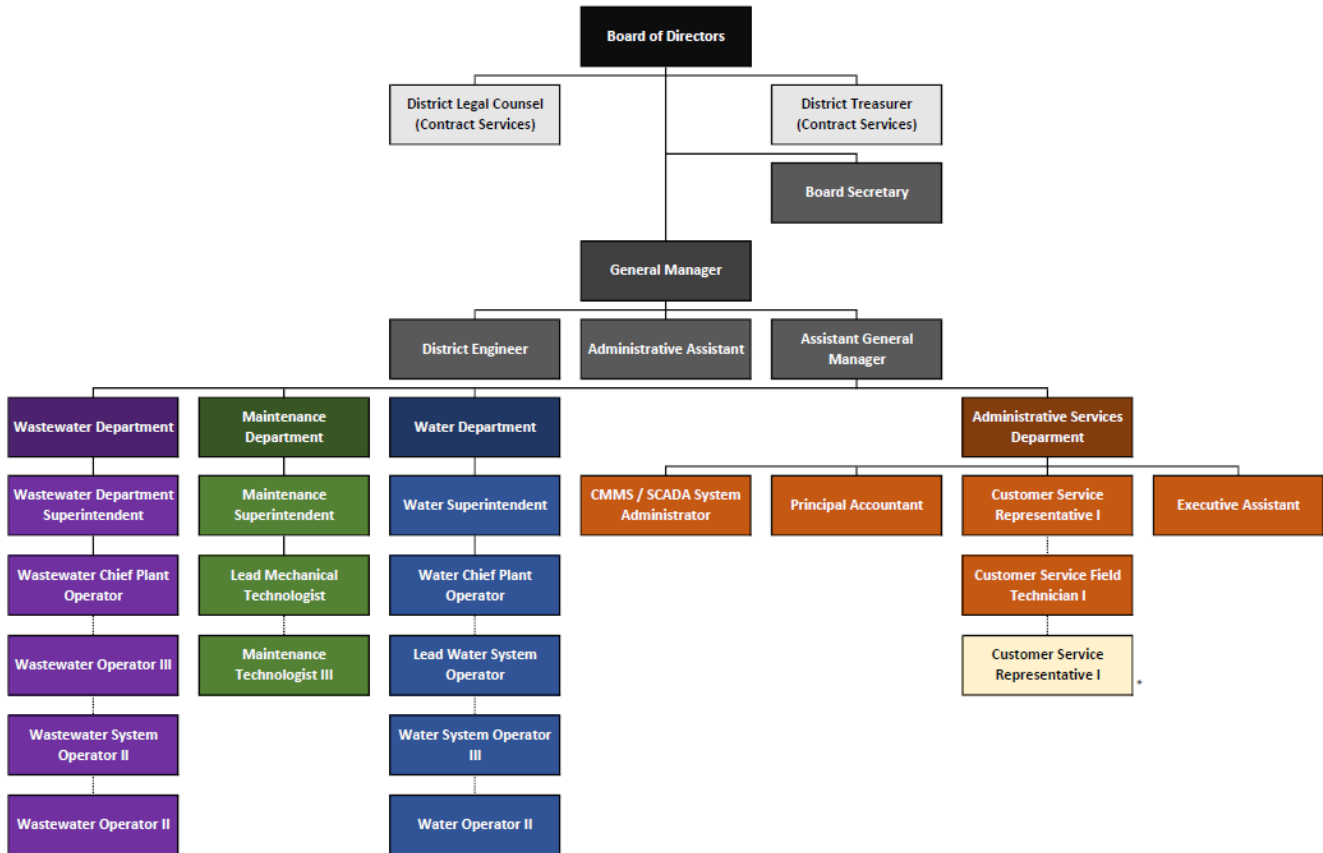 Board of Directors
District Legal Counsel
(Contract Services)
District Treasurer
(Contract Services)
Board Secretary
General Manager
District Engineer
Administrative Assistant
Assistant General
Manager
Wastewater Department
Maintenance
Department
Water Department
Administrative Services
Deparment
Wastewater Department
Superintendent
Maintenance
Superintendent
Water Superintendent
CMMS / SCADA System
Administrator
Principal Accountant
Customer Service
Representative I
Executive Assistant
Wastewater Chief Plant
Operator
Lead Mechanical
Technologist
Water Chief Plant
Operator
Customer Service Field
Technician I
Wastewater Operator III
Maintenance
Technologist III
Lead Water System
Operator
Customer Service
Representative I
*
Wastewater System
Operator II
Water System Operator
III
Wastewater Operator II
Water Operator II